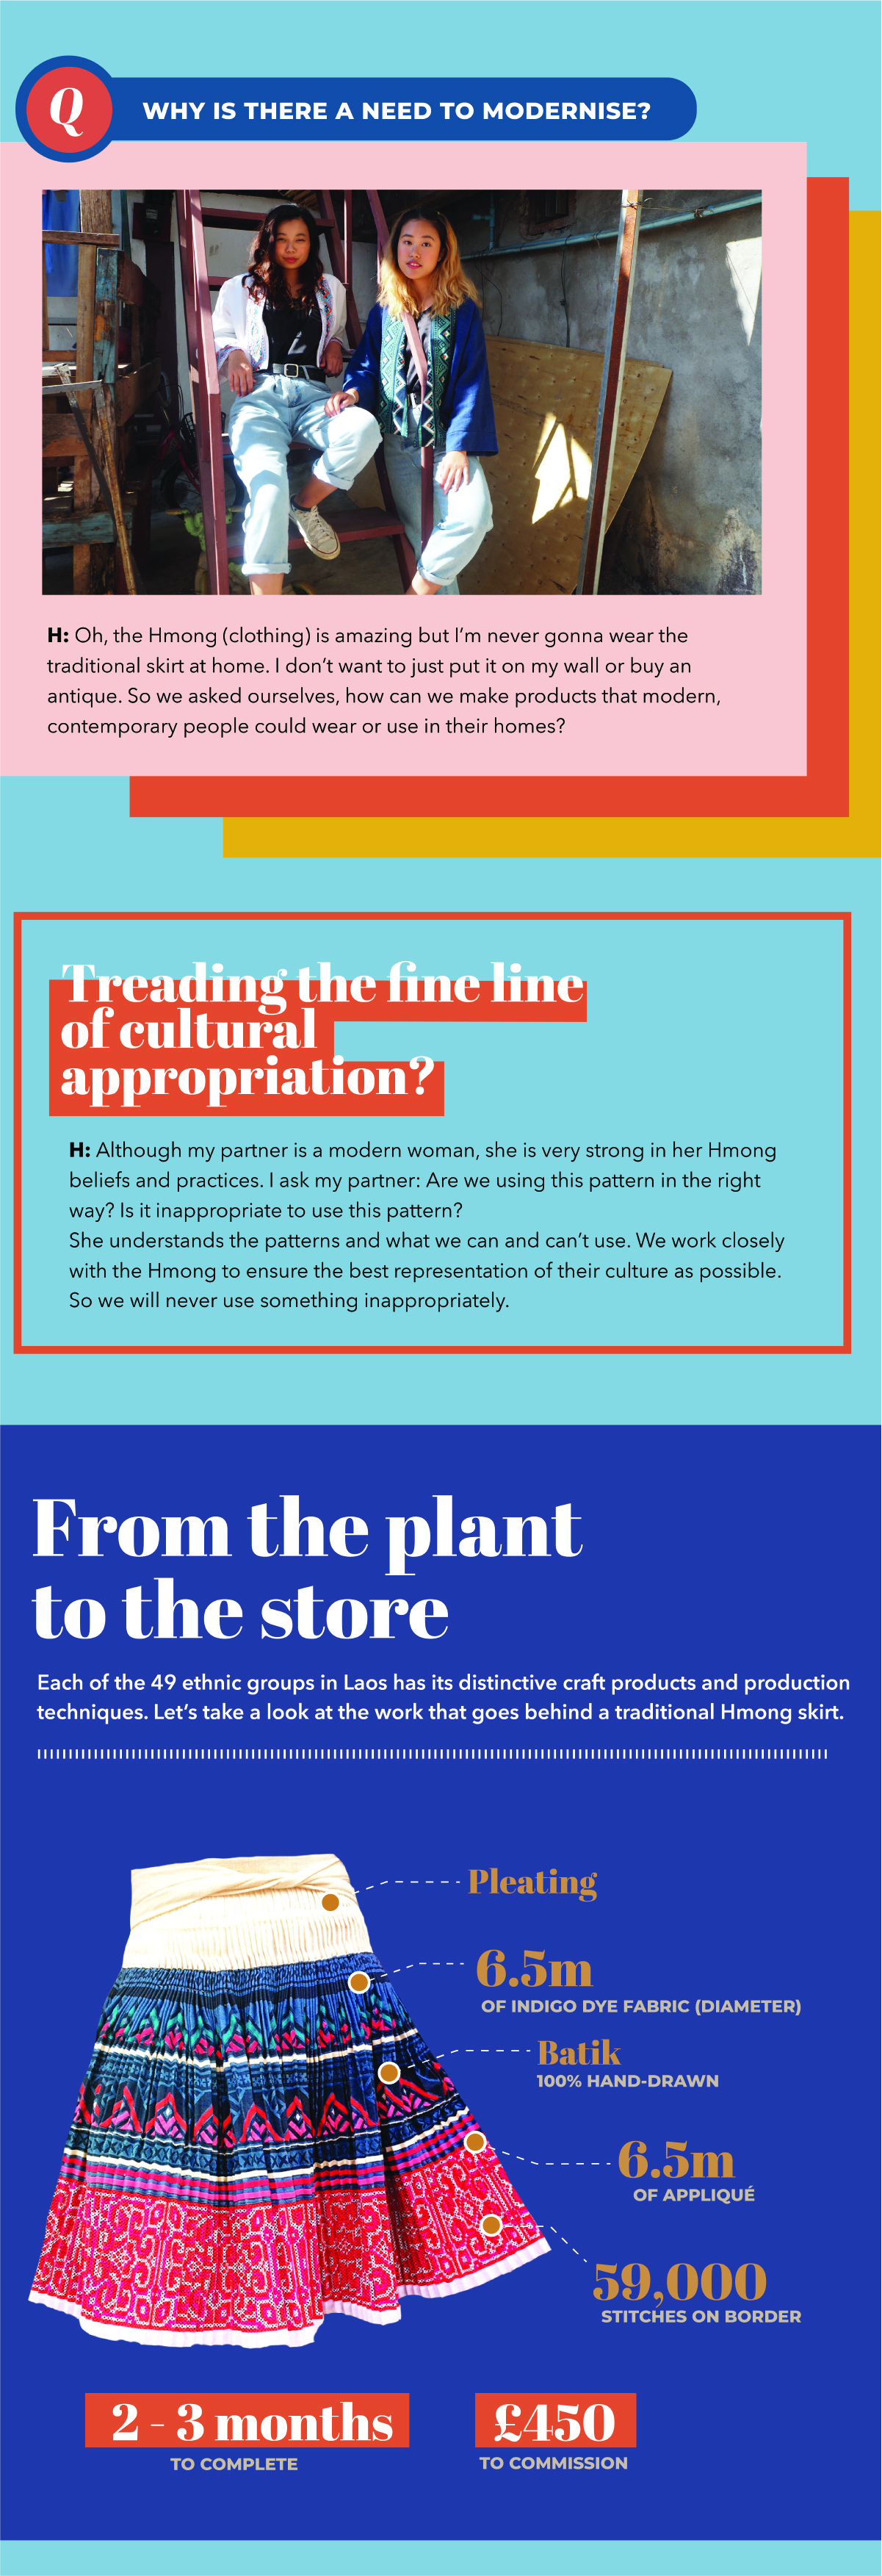 Q
WHY IS THERE A NEED TO MODERNISE?
H: Oh, the Hmong (clothing) is amazing but I’m never gonna wear the
traditional skirt at home. I don’t want to just put it on my wall or buy an
antique. So we asked ourselves, how can we make products that modern,
contemporary people could wear or use in their homes?
Treading the fine line
of cultural
appropriation?
H: Although my partner is a modern woman, she is very strong in her Hmong
beliefs and practices. I ask my partner: Are we using this pattern in the right
way? Is it inappropriate to use this pattern?
She understands the patterns and what we can and can’t use. We work closely
with the Hmong to ensure the best representation of their culture as possible.
So we will never use something inappropriately.
From the plant
to the store
Each of the 49 ethnic groups in Laos has its distinctive craft products and production
techniques. Let’s take a look at the work that goes behind a traditional Hmong skirt.
Pleating
6.5m
OF INDIGO DYE FABRIC (DIAMETER)
Batik
100% HAND-DRAWN
6.5m
OF APPLIQUÉ
59,000
STITCHES ON BORDER
2 - 3 months
TO COMPLETE
£450
TO COMMISSION